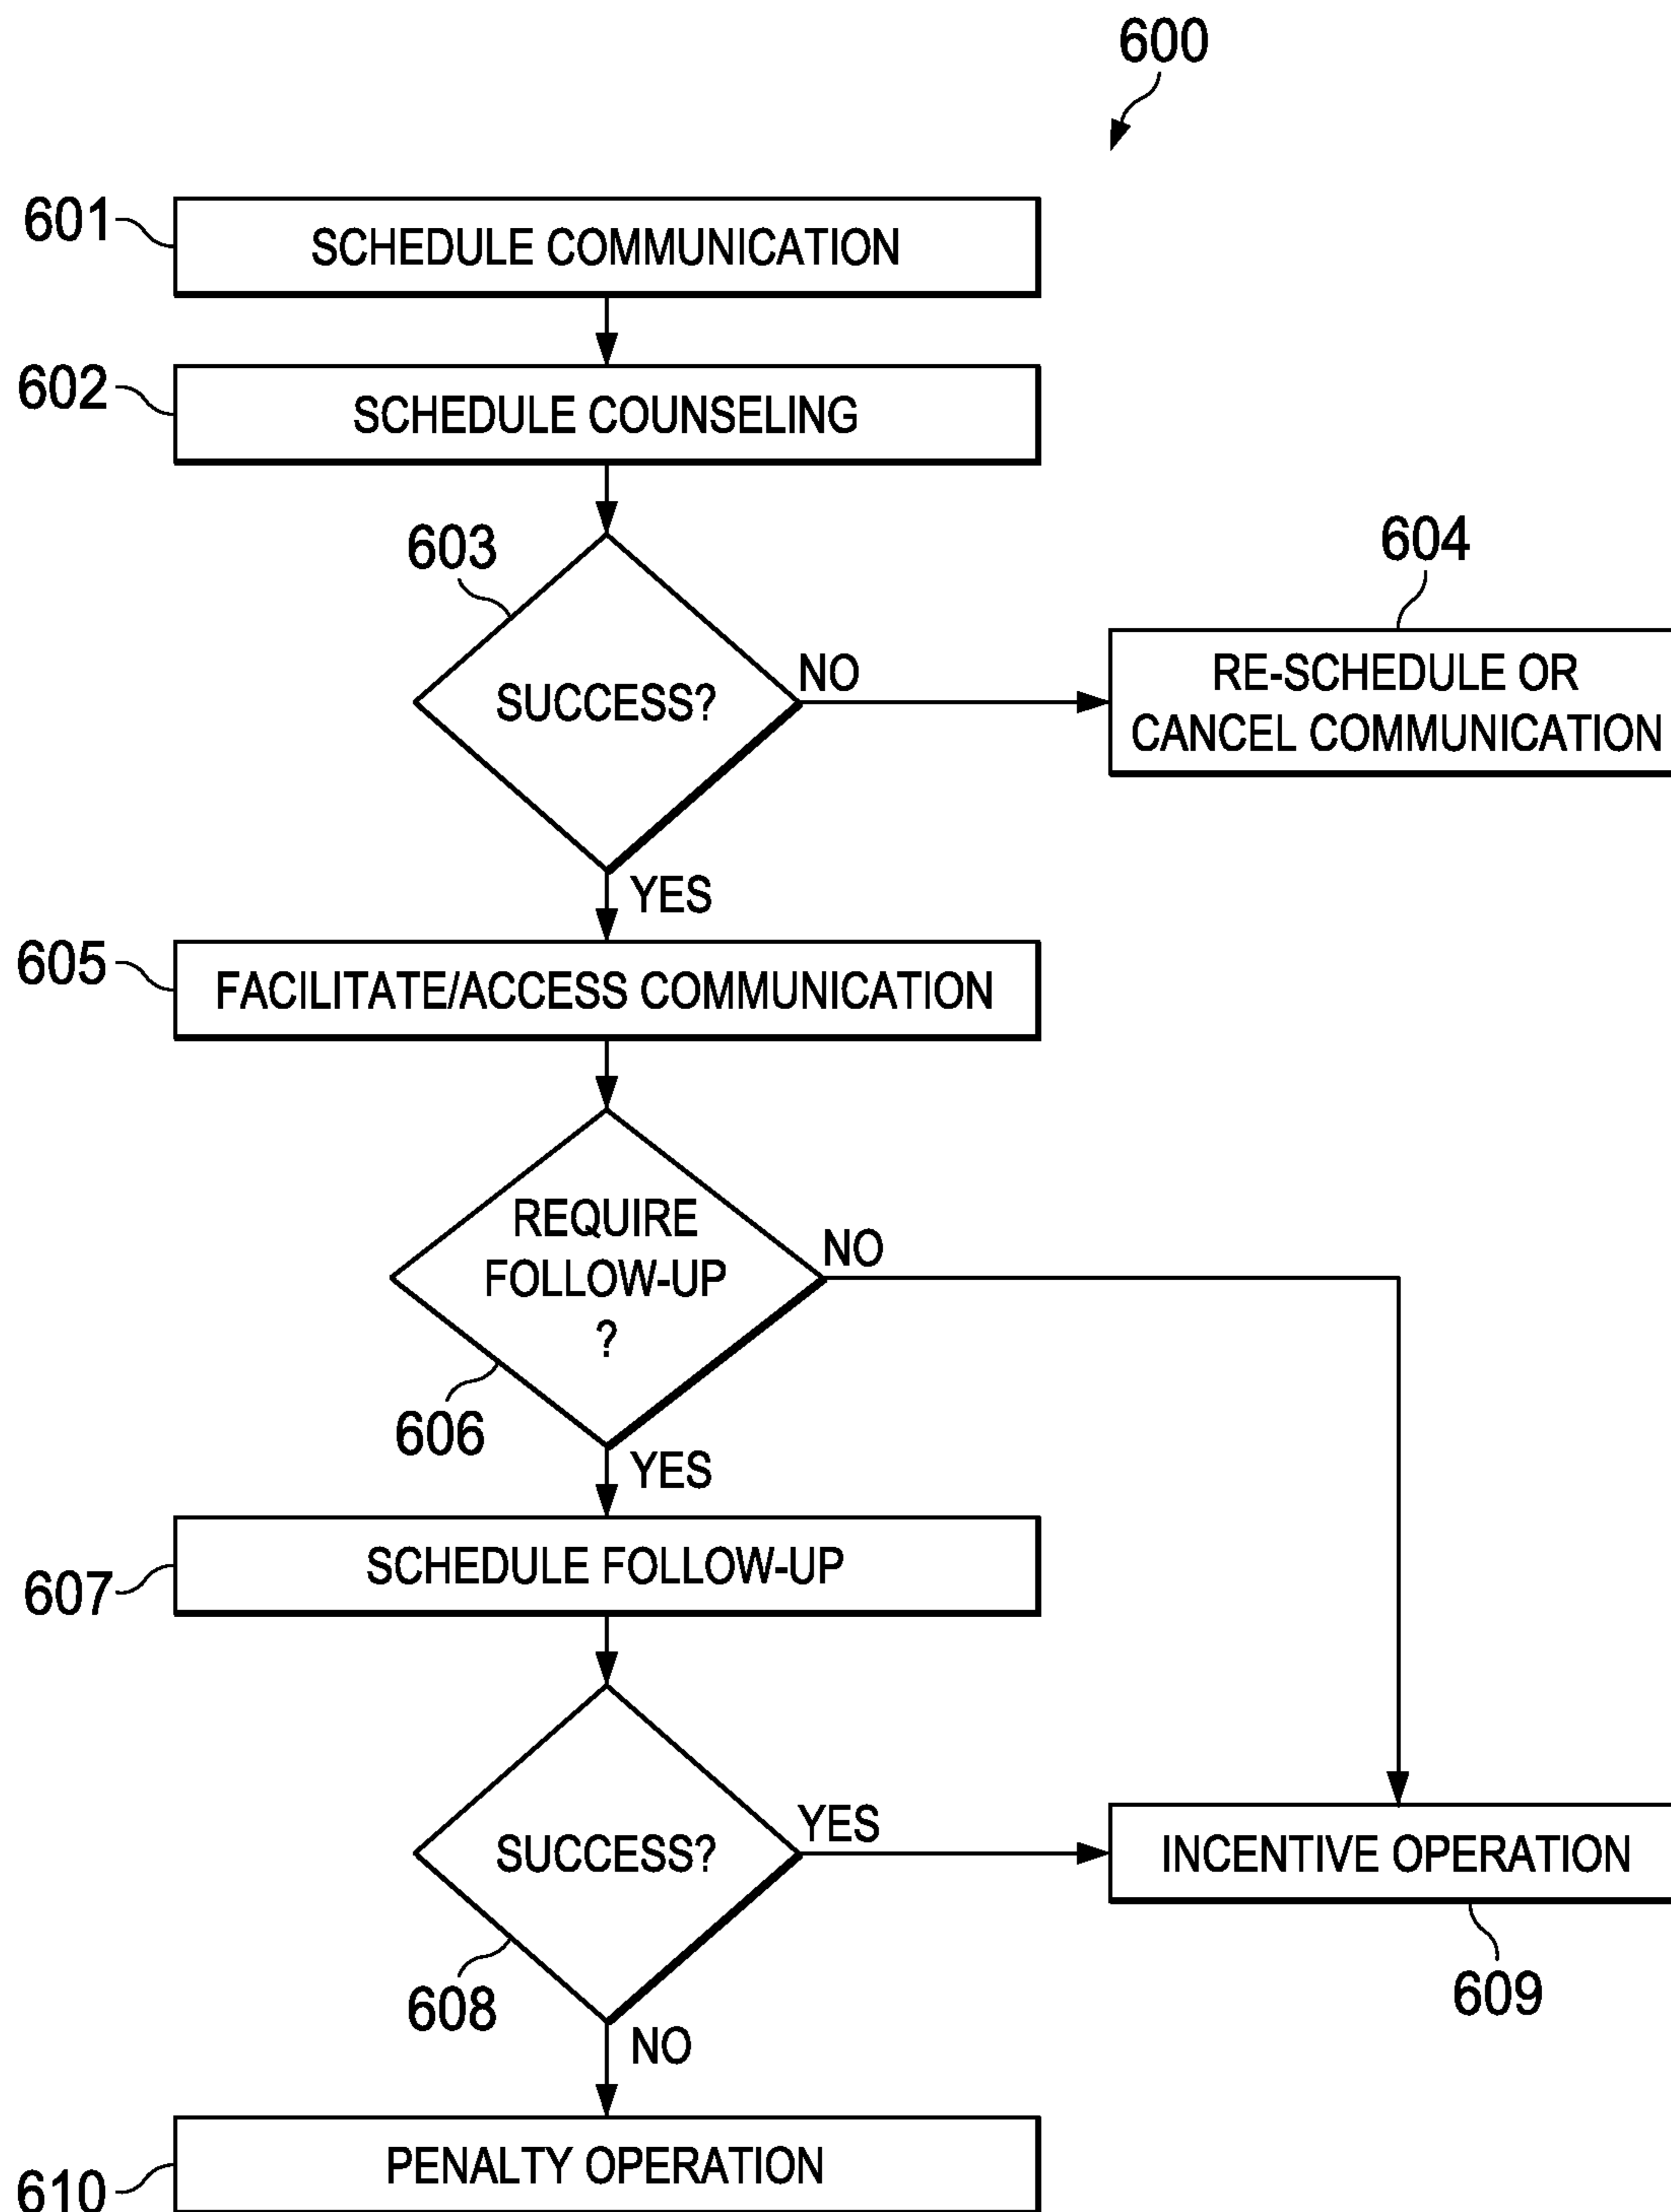 600
601
SCHEDULE COMMUNICATION
602
SCHEDULE COUNSELING
603
SUCCESS?
NO
604
RE-SCHEDULE OR
CANCEL COMMUNICATION
YES
605
FACILITATE/ACCESS COMMUNICATION
REQUIRE
FOLLOW-UP
?
NO
606
YES
607
SCHEDULE FOLLOW-UP
SUCCESS?
YES
INCENTIVE OPERATION
608
609
NO
610
PENALTY OPERATION